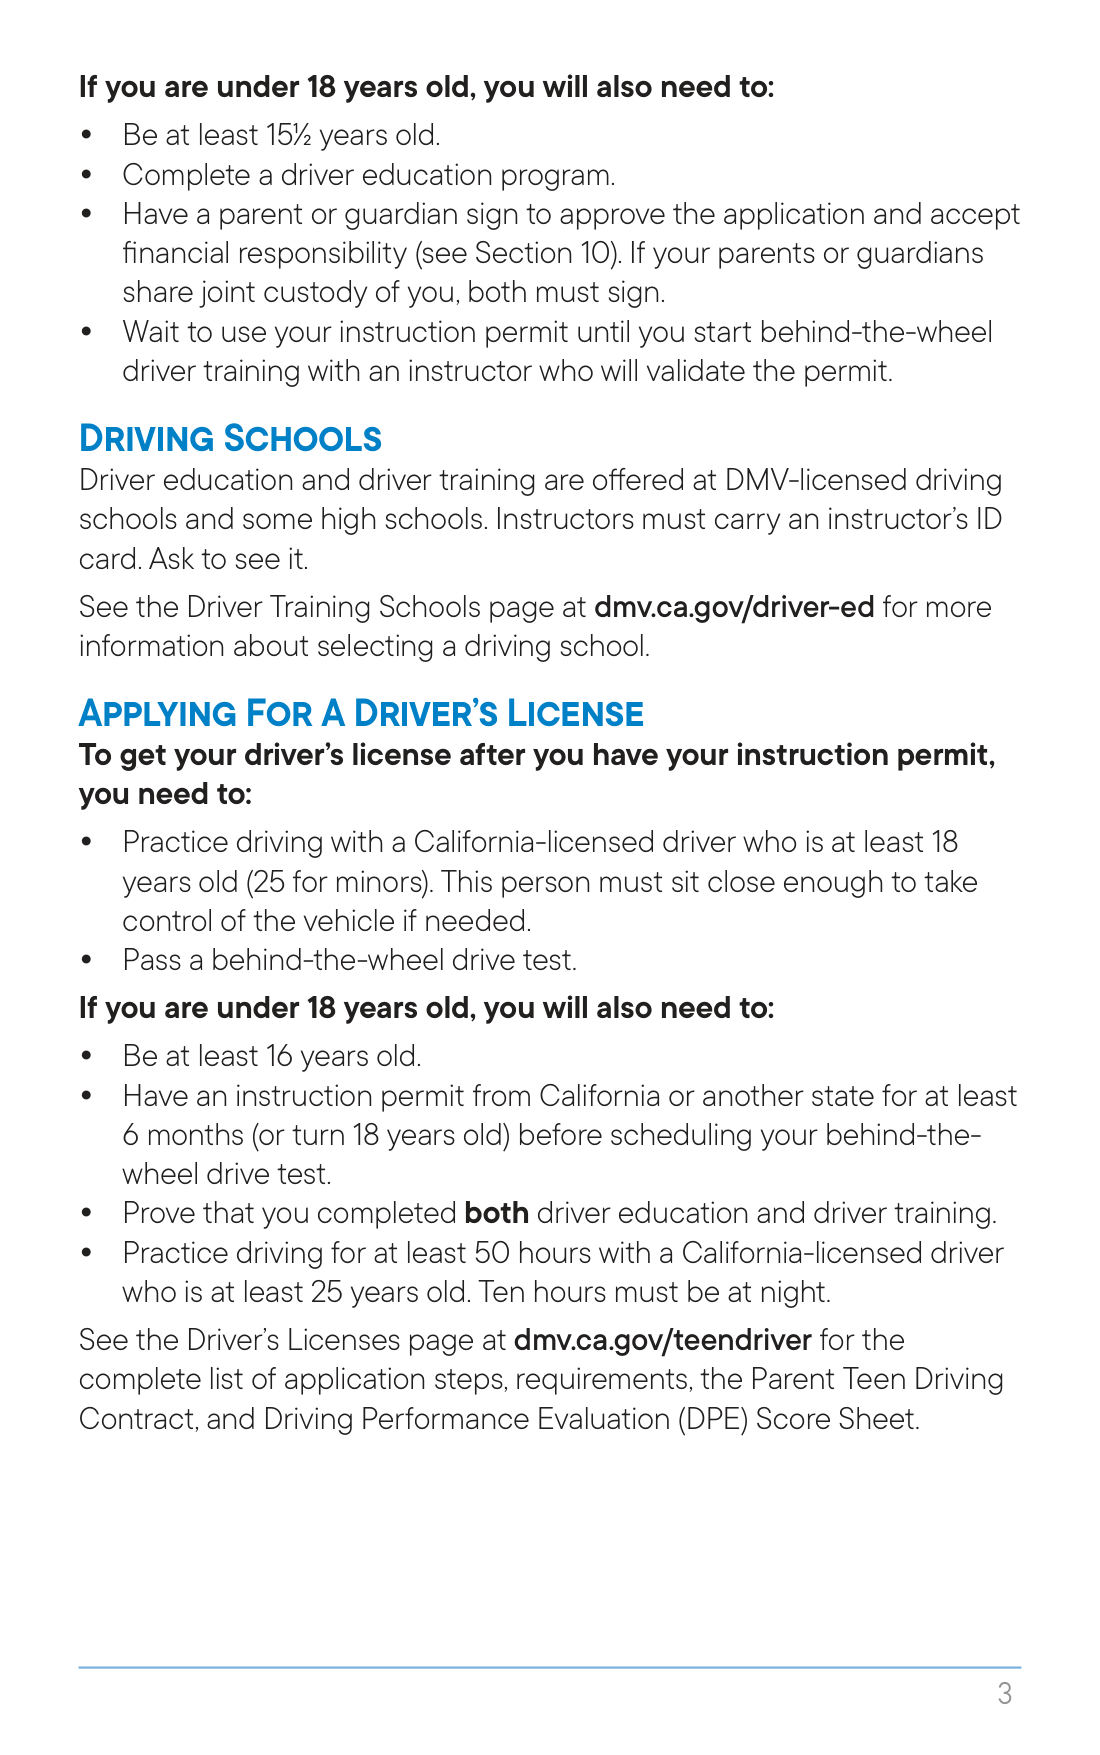 If you are under 18 years old, you will also need to:
• Be at least 15½ years old.
• Complete a driver education program.
• Have a parent or guardian sign to approve the application and accept
financial responsibility (see Section 10). If your parents or guardians
share joint custody of you, both must sign.
• Wait to use your instruction permit until you start behind-the-wheel
driver training with an instructor who will validate the permit.
Driving Schools
Driver education and driver training are offered at DMV-licensed driving
schools and some high schools. Instructors must carry an instructor’s ID
card. Ask to see it.
See the Driver Training Schools page at dmv.ca.gov/driver-ed for more
information about selecting a driving school.
Applying For A Driver’s License
To get your driver’s license after you have your instruction permit,
you need to:
• Practice driving with a California-licensed driver who is at least 18
years old (25 for minors). This person must sit close enough to take
control of the vehicle if needed.
• Pass a behind-the-wheel drive test.
If you are under 18 years old, you will also need to:
• Be at least 16 years old.
• Have an instruction permit from California or another state for at least
6 months (or turn 18 years old) before scheduling your behind-the-
wheel drive test.
• Prove that you completed both driver education and driver training.
• Practice driving for at least 50 hours with a California-licensed driver
who is at least 25 years old. Ten hours must be at night.
See the Driver’s Licenses page at dmv.ca.gov/teendriver for the
complete list of application steps, requirements, the Parent Teen Driving
Contract, and Driving Performance Evaluation (DPE) Score Sheet.
3